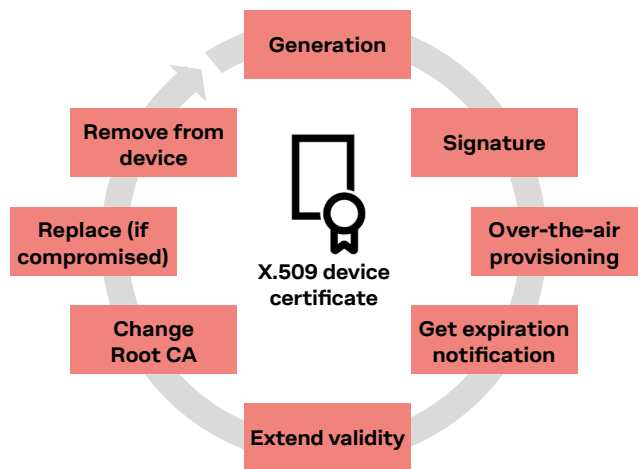 Generation
Signature
Over-the-air
provisioning
Get expiration
notification
Extend validity
Change
Root CA
Replace (if
compromised)
Remove from
device
X.509 device
certificate